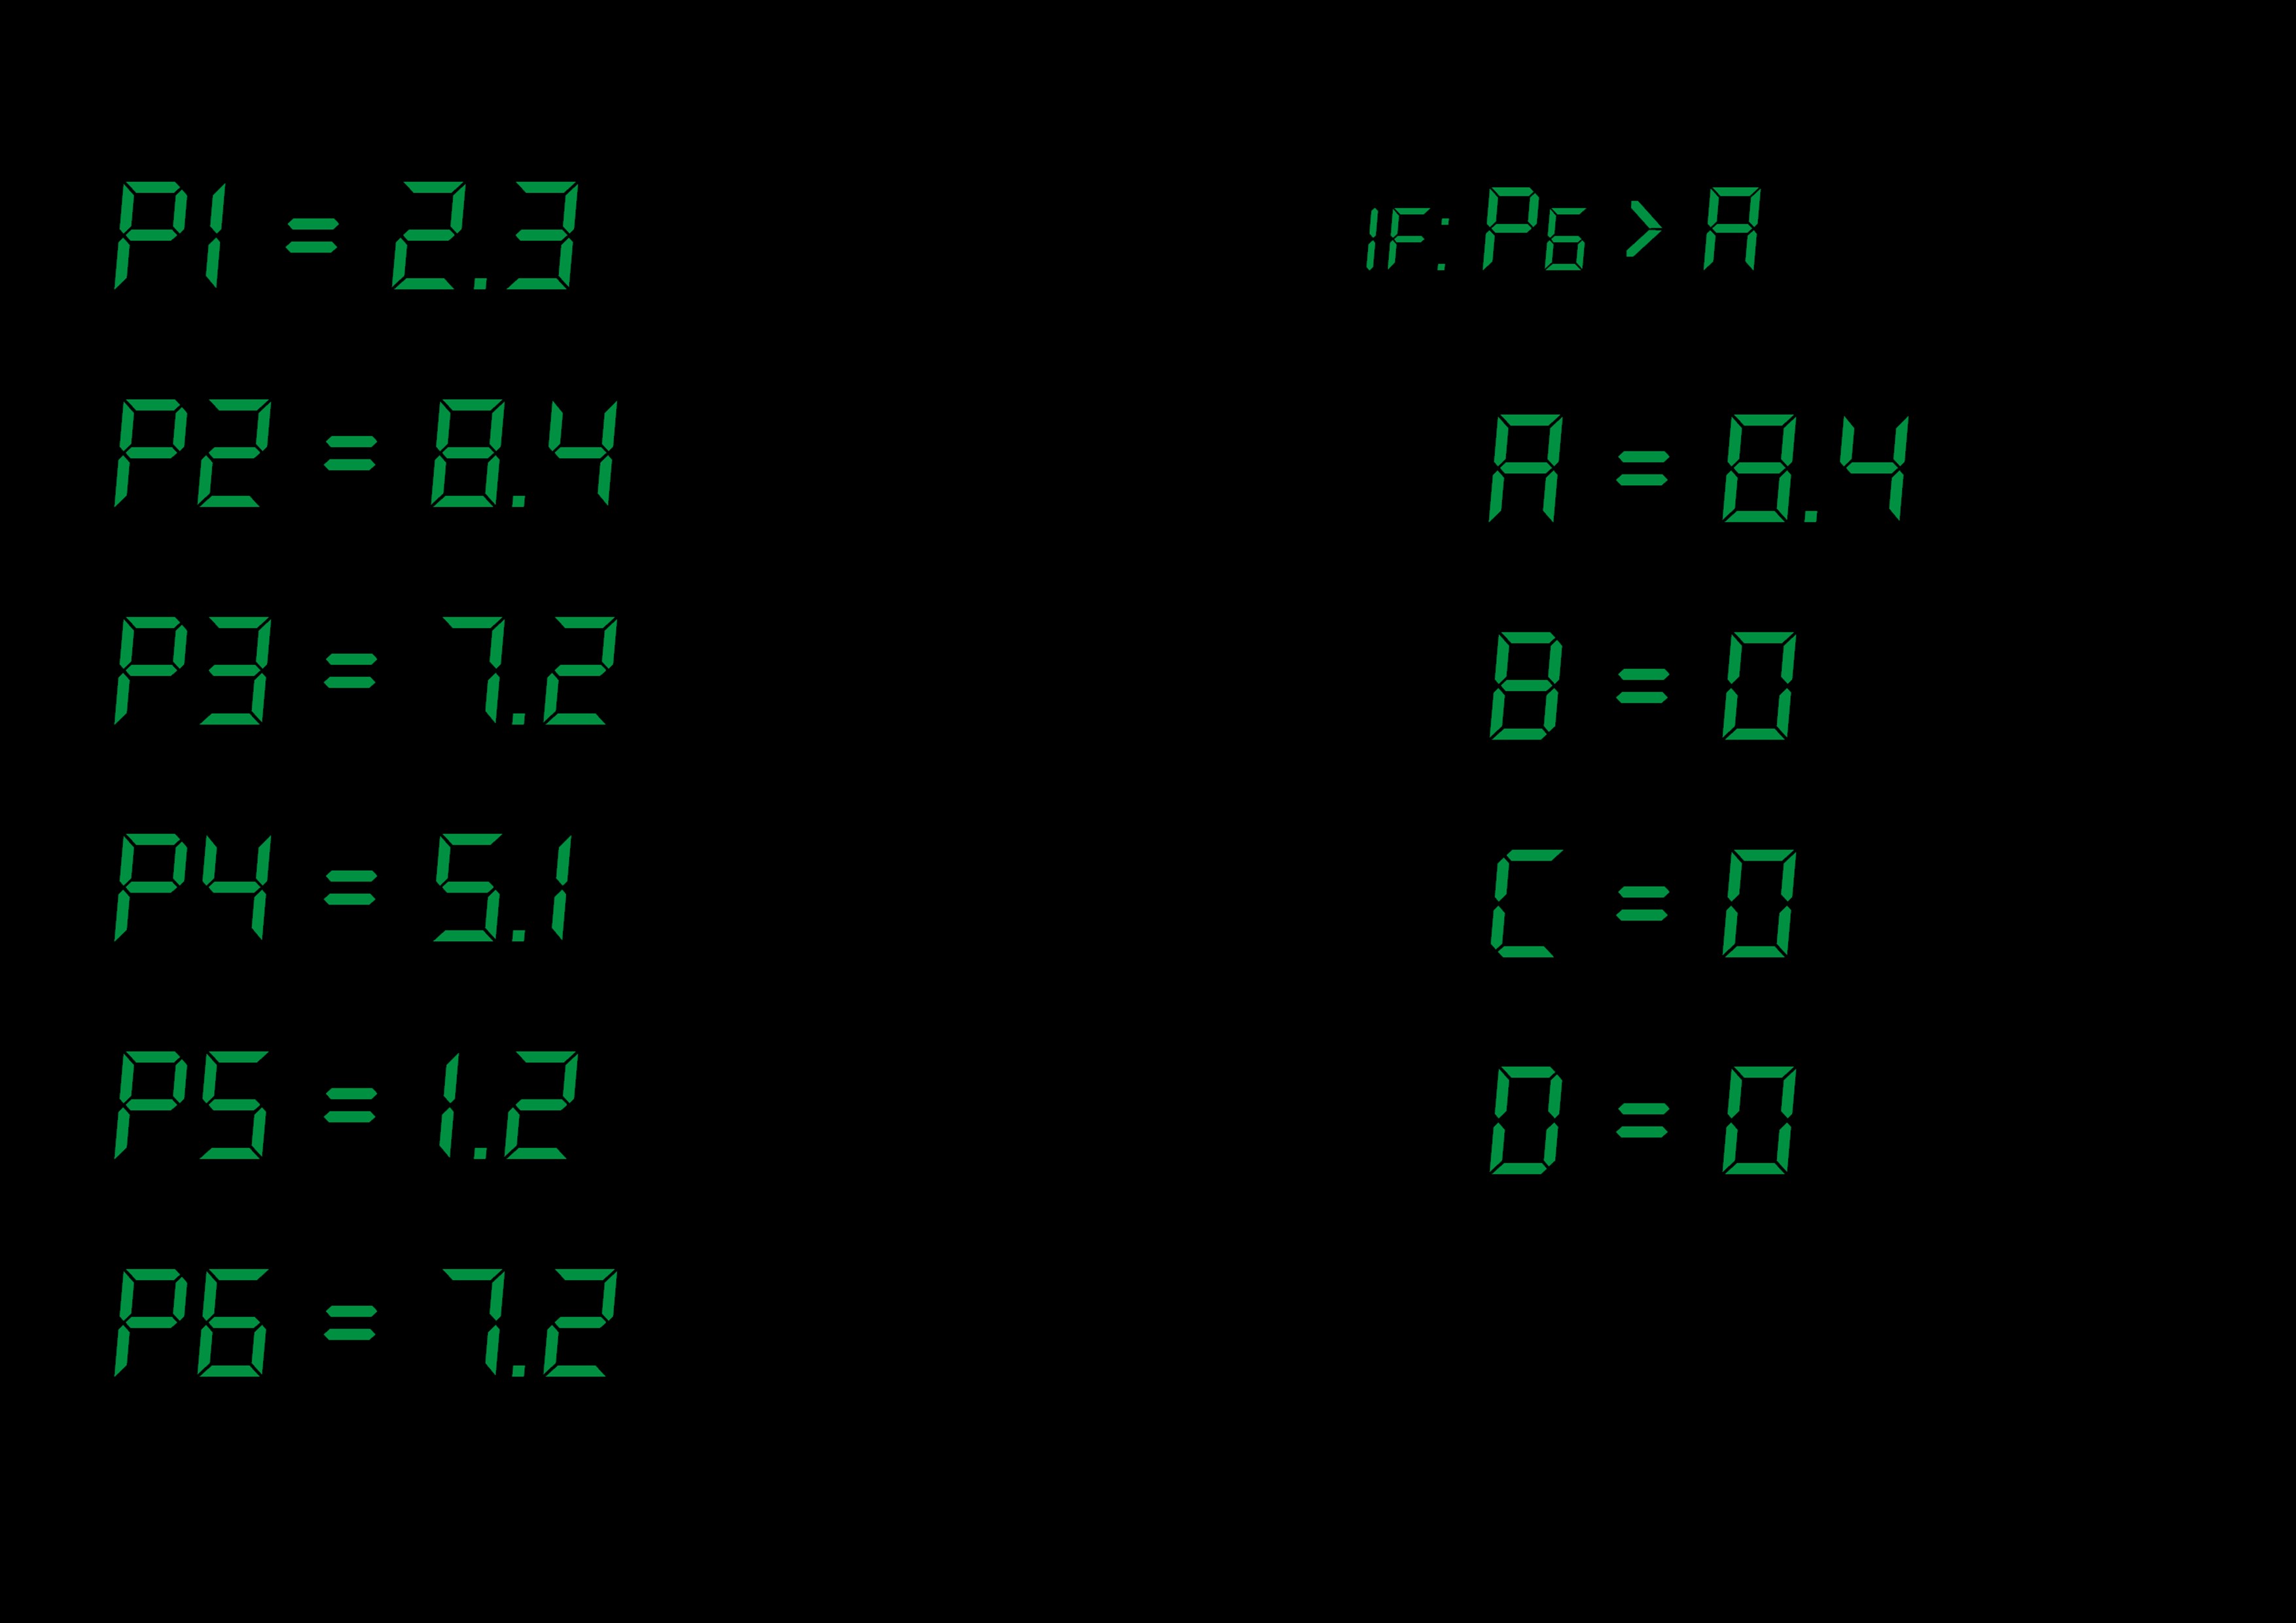 P1 = 2.3
P2 = 8.4
P3 = 7.2
P4 = 5.1
P5 = 1.2
P6 = 7.2
IF: P6 > A
A = 8.4
B = 0
C = 0
D = 0